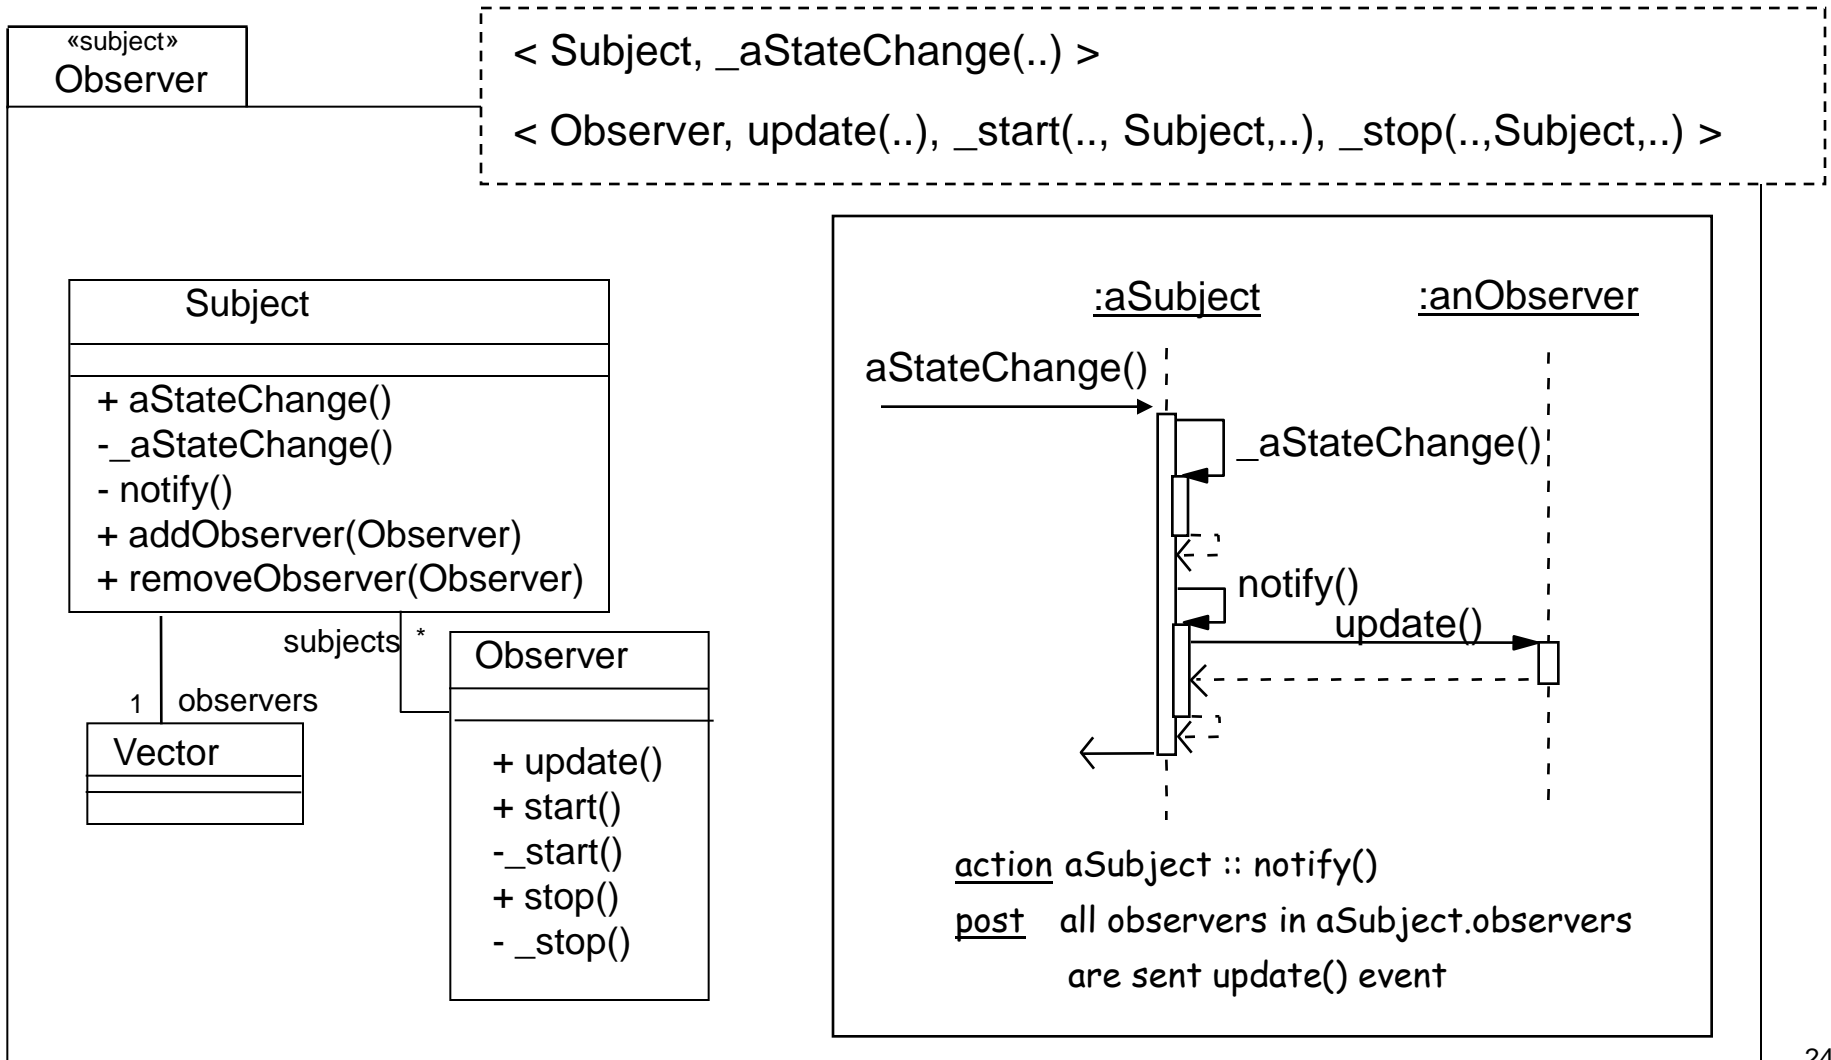 «subject»
Observer
< Subject, _aStateChange(..) >
< Observer, update(..), _start(.., Subject,..), _stop(..,Subject,..) >
Subject
+ aStateChange()
-_aStateChange()
- notify()
+ addObserver(Observer)
+ removeObserver(Observer)
subjects *
1 observers
Vector
Observer
+ update()
+ start()
-_start()
+ stop()
- _stop()
:aSubject :anObserver
aStateChange()
_aStateChange()
notify()
update()
action aSubject :: notify()
post all observers in aSubject.observers
are sent update() event
24